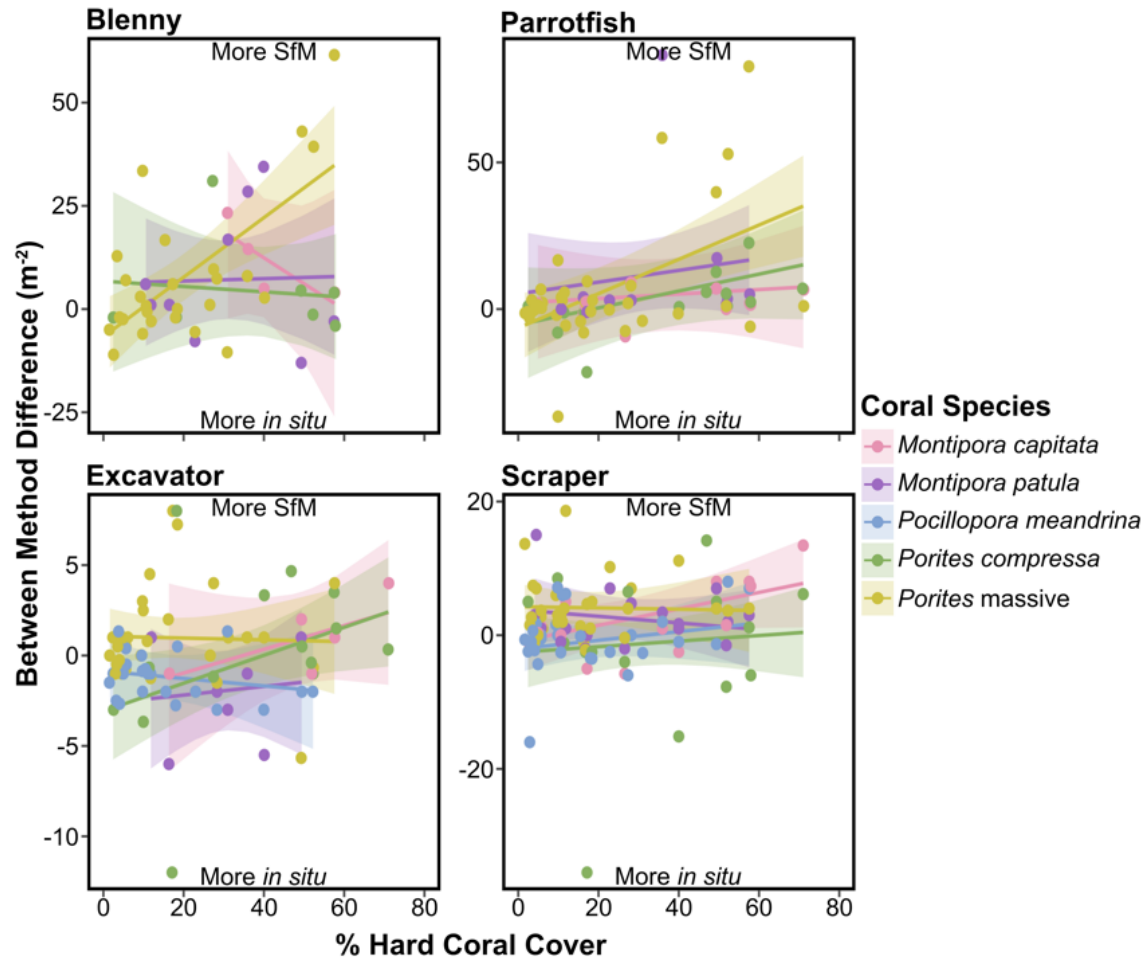 Blenny
Parrotfish
More SfM
More SfM
50
25
0
-25
50
0
More in situ
More in situ
Between Method Difference (m-2)
Excavator
Scraper
More SfM
More SfM
5
0
-5
-10
20
0
-20
More in situ
More in situ
0 20 40 60 80
0 20 40 60 80
% Hard Coral Cover
Coral Species
Montipora capitata
Montipora patula
Pocillopora meandrina
Porites compressa
Porites massive